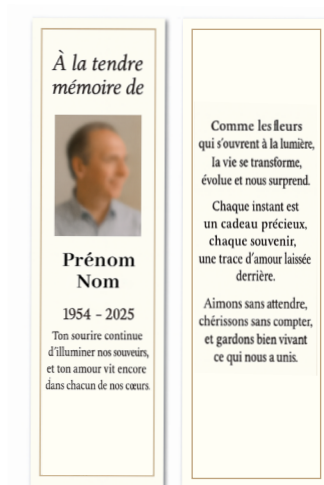 À la tendre
mémoire de
Prénom
Nom
1954 – 2025
Ton sourire continue
d'illuminer nos souveurs,
et ton amour vit encore
dans chacun de nos cœurs.
Comme les fleurs
qui s'ouvrent à la lumière,
la vie se transforme,
évolue et nous surprend.
Chaque instant est
un cadeau précieux,
chaque souvenir,
une trace d'amour laissée
derrière.
Aimons sans attendre,
chérissons sans compter,
et gardons bien vivant
ce qui nous a unis.